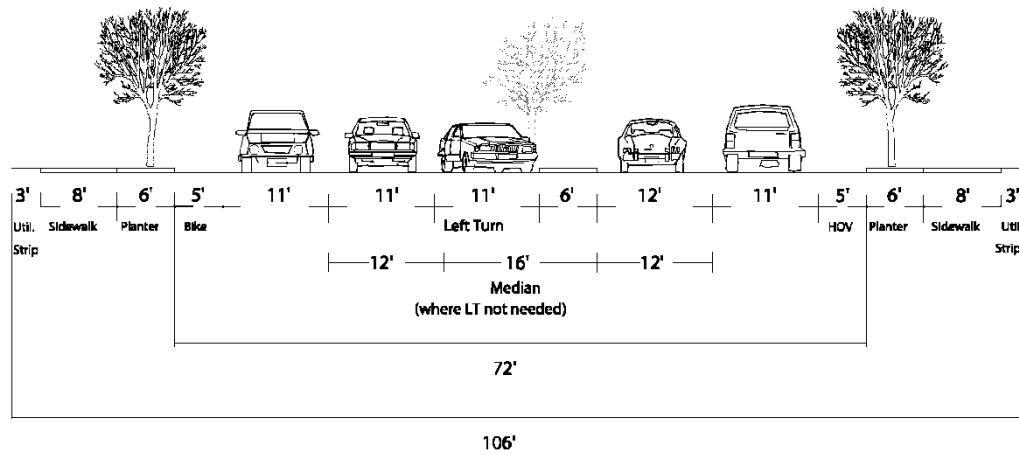 3' 8' 6' 5' 11' 11' 11' 6' 12' 11' 5' 6' 8' 3'
Util. Sidewalk Planter Bike Left Turn HOV Planter Sidewalk Util
Strip Strip
12' 16' 12'
Median
(where LT not needed)
72'
106'